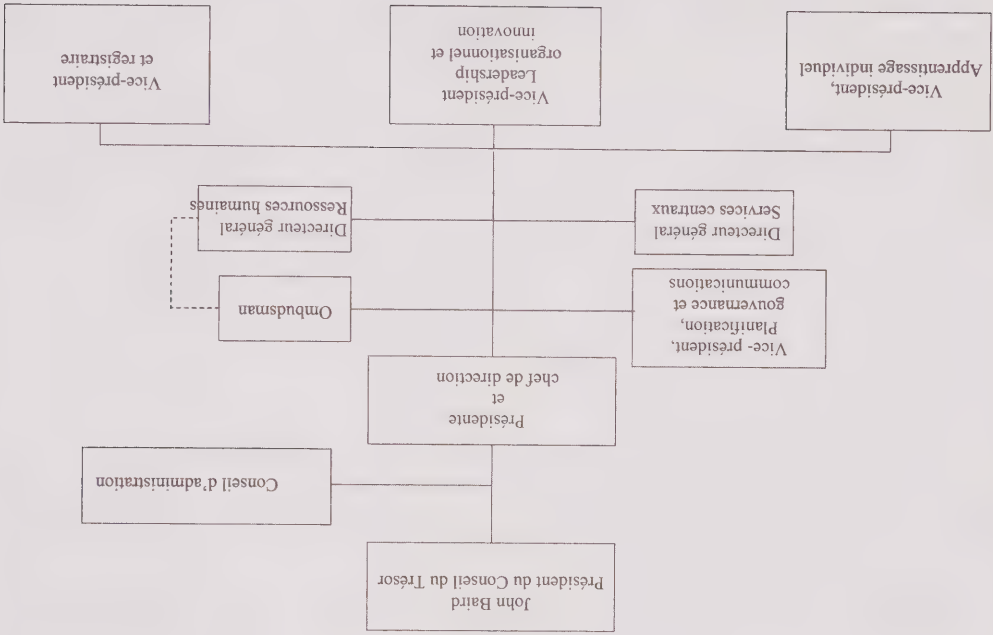 John Baird
Président du Conseil du Trésor
Conseil d'administration
Présidente
et
chef de direction
Vice- président,
Planification,
gouvernance et
communications
Ombudsman
Directeur général
Services centraux
Directeur général
Ressources humaines
Vice-président,
Apprentissage individuel
Vice-président
Leadership
organisationnel et
innovation
Vice-président
et registraire